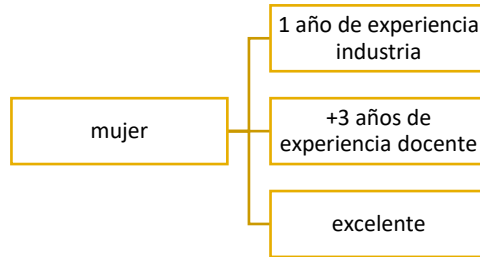 mujer
1 año de experiencia
industria
+3 años de
experiencia docente
excelente